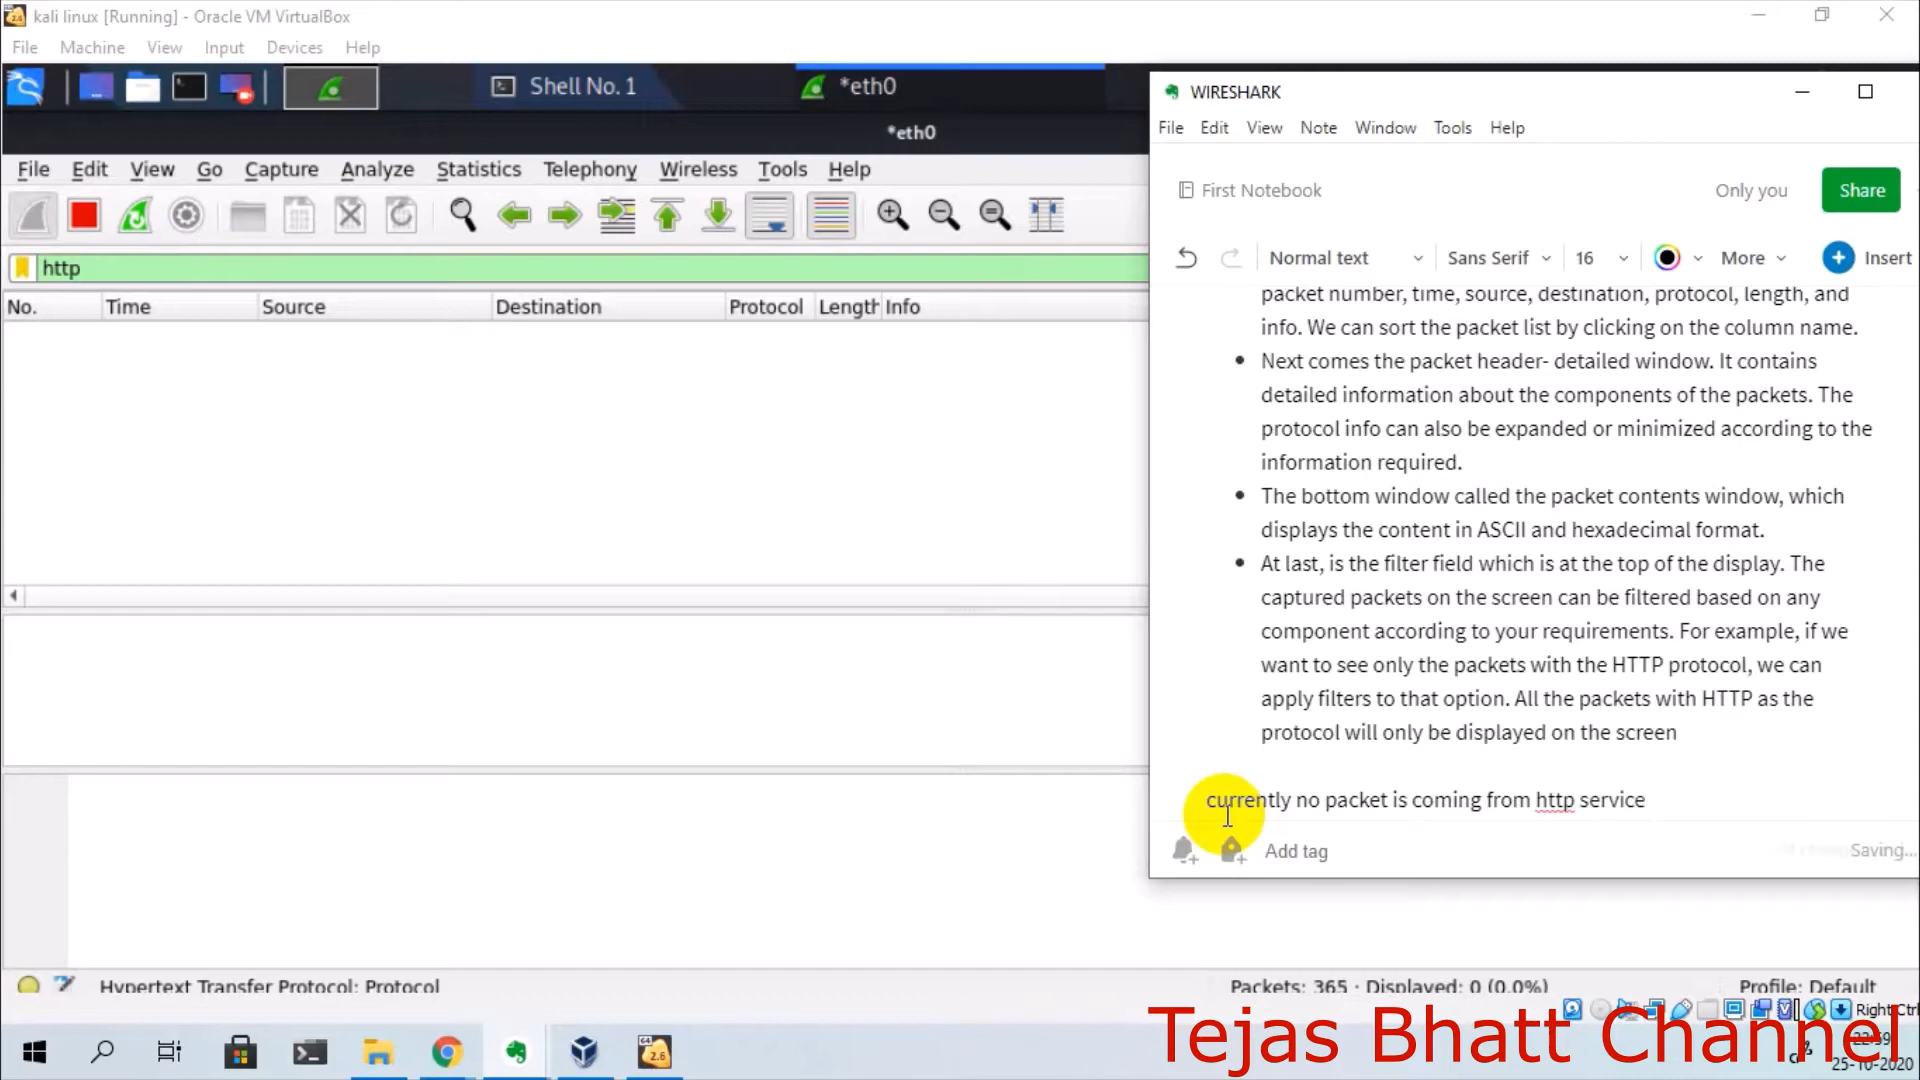 kali linux [Running] - Oracle VM VirtualBox
File Machine View Input Devices Help
Shell No. 1
*eth0
*eth0
File Edit View Go Capture Analyze Statistics Telephony Wireless Tools Help
http
No. Time Source Destination Protocol Length Info
WIRESHARK
File Edit View Note Window Tools Help
First Notebook
Only you
Share
Normal text
Sans Serif
16
More
Insert
packet number, time, source, destination, protocol, length, and
info. We can sort the packet list by clicking on the column name.
• Next comes the packet header- detailed window. It contains
detailed information about the components of the packets. The
protocol info can also be expanded or minimized according to the
information required.
• The bottom window called the packet contents window, which
displays the content in ASCII and hexadecimal format.
• At last, is the filter field which is at the top of the display. The
captured packets on the screen can be filtered based on any
component according to your requirements. For example, if we
want to see only the packets with the HTTP protocol, we can
apply filters to that option. All the packets with HTTP as the
protocol will only be displayed on the screen
currently no packet is coming from http service
Add tag
Saving...
Hypertext Transfer Protocol: Protocol
Packets: 365 · Displayed: 0 (0.0%)
Profile: Default
Right Ctrl
Tejas Bhatt Channel
22:59
25-10-2020
64
2.6